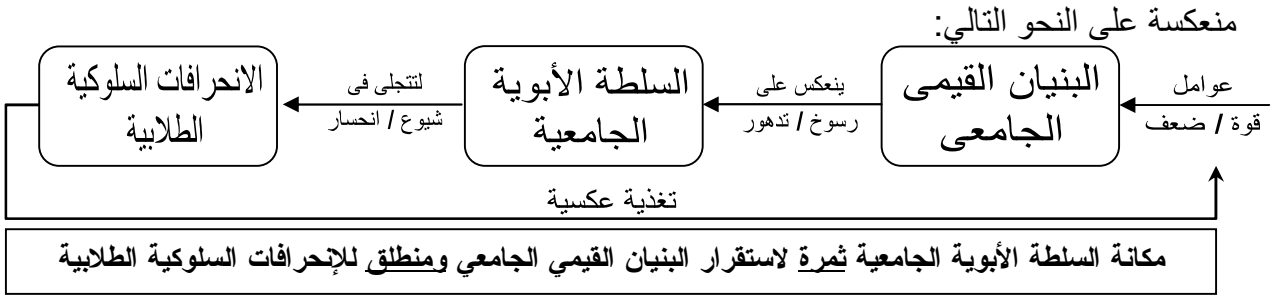 منعكسة على النحو التالي:
عوامل
قوة / ضعف
البنيان القيمى
الجامعى
ينعكس على
رسوخ / تدهور
السلطة الأبوية
الجامعية
لتتجلى فى
شيوع / انحسار
الانحرافات السلوكية
الطلابية
تغذية عكسية
مكانة السلطة الأبوية الجامعية ثمرة لاستقرار البنيان القيمي الجامعي ومنطلق للإنحرافات السلوكية الطلابية